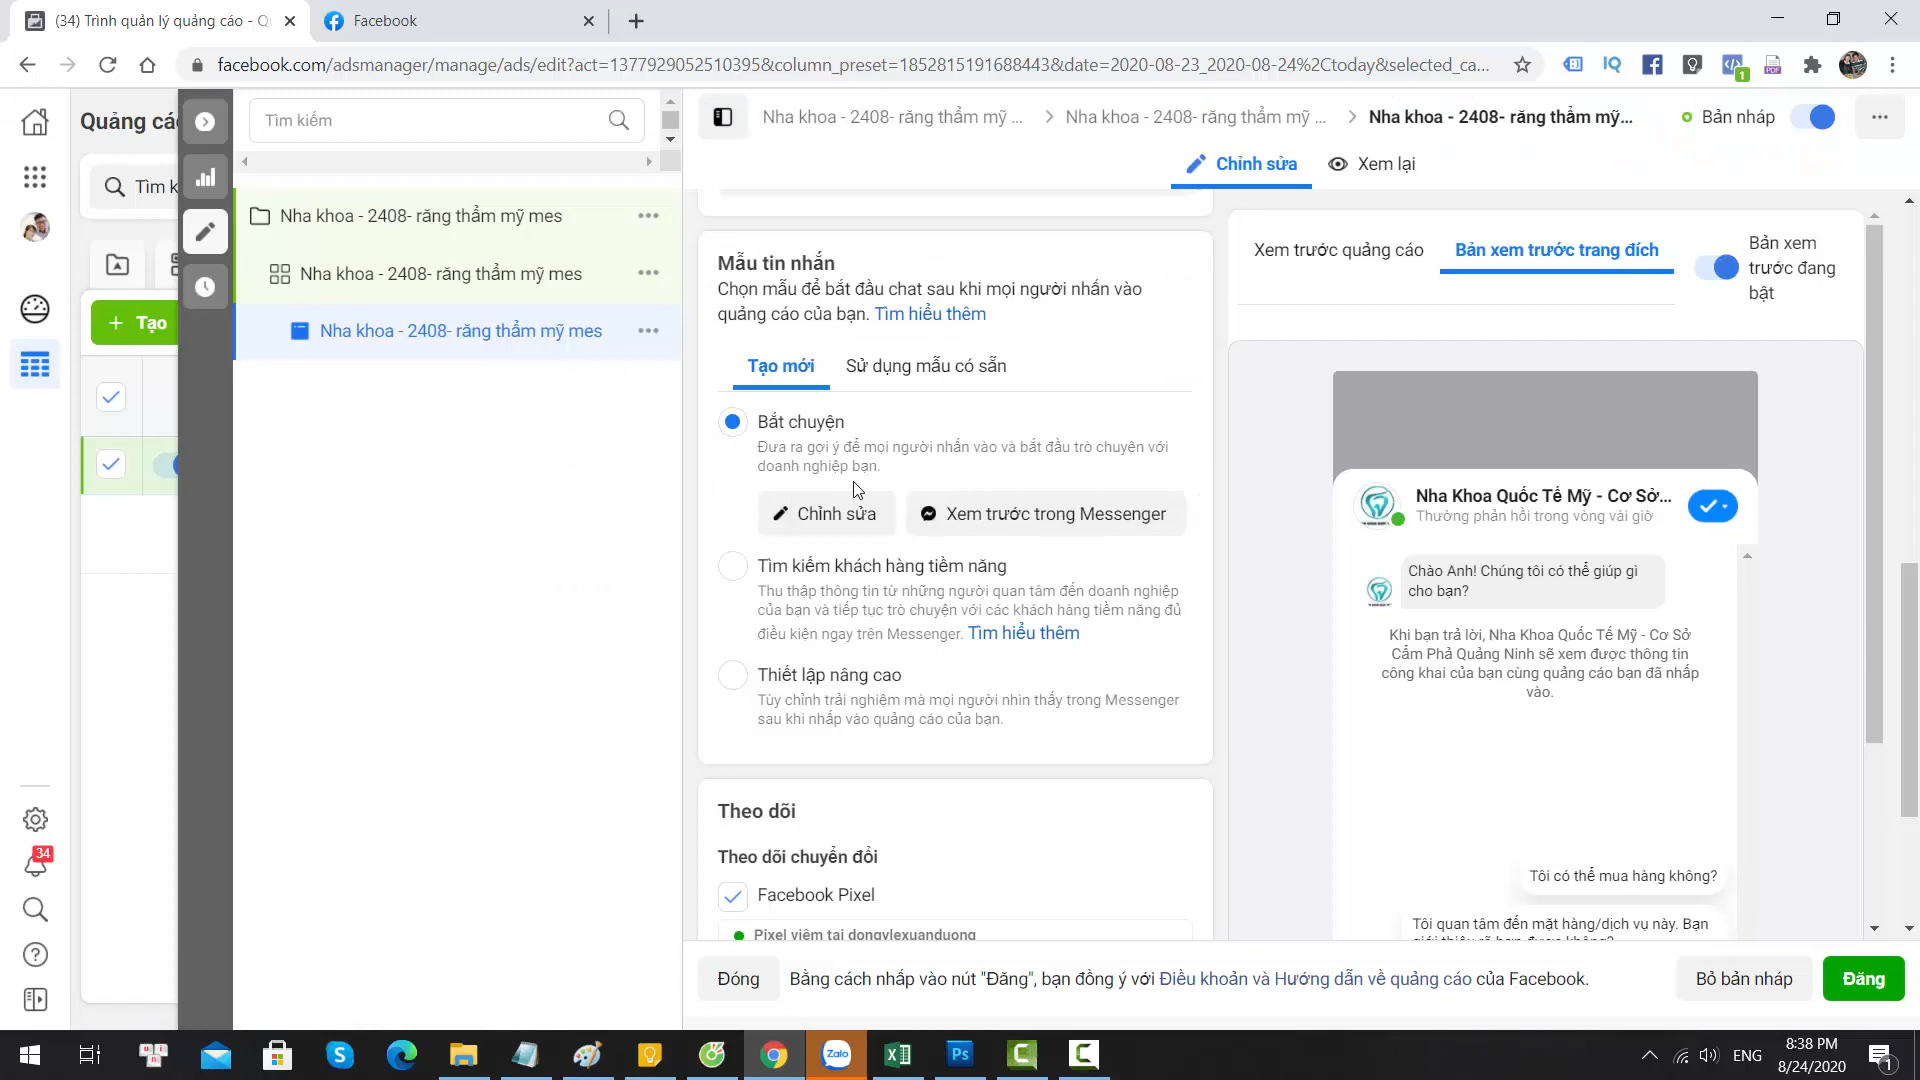 (34) Trình quản lý quảng cáo - Q
Facebook
facebook.com/adsmanager/manage/ads/edit?act=1377929052510395&column_preset=1852815191688443&date=2020-08-23_2020-08-24%2Ctoday&selected_ca...
Quảng cá
Tìm k
Tạo
34
Tìm kiếm
Nha khoa - 2408- răng thẩm mỹ mes
Nha khoa - 2408- răng thẩm mỹ mes
Nha khoa - 2408- răng thẩm mỹ mes
Nha khoa - 2408- răng thẩm mỹ ...
Nha khoa - 2408- răng thẩm mỹ ...
Nha khoa - 2408- răng thẩm mỹ...
Bản nháp
Chỉnh sửa
Xem lại
Mẫu tin nhắn
Chọn mẫu để bắt đầu chat sau khi mọi người nhấn vào
quảng cáo của bạn. Tìm hiểu thêm
Tạo mới
Sử dụng mẫu có sẵn
Bắt chuyện
Đưa ra gợi ý để mọi người nhấn vào và bắt đầu trò chuyện với
doanh nghiệp bạn.
Chỉnh sửa
Xem trước trong Messenger
Tìm kiếm khách hàng tiềm năng
Thu thập thông tin từ những người quan tâm đến doanh nghiệp
của bạn và tiếp tục trò chuyện với các khách hàng tiềm năng đủ
điều kiện ngay trên Messenger. Tìm hiểu thêm
Thiết lập nâng cao
Tùy chỉnh trải nghiệm mà mọi người nhìn thấy trong Messenger
sau khi nhấp vào quảng cáo của bạn.
Theo dõi
Theo dõi chuyển đổi
Facebook Pixel
Pixel viêm tai dongylexuanduong
Xem trước quảng cáo
Bản xem trước trang đích
Bản xem
trước đang
bật
Nha Khoa Quốc Tế Mỹ - Cơ Sở...
Thường phản hồi trong vòng vài giờ
Chào Anh! Chúng tôi có thể giúp gì
cho bạn?
Khi bạn trả lời, Nha Khoa Quốc Tế Mỹ - Cơ Sở
Cẩm Phả Quảng Ninh sẽ xem được thông tin
công khai của bạn cùng quảng cáo bạn đã nhấp
vào.
Tôi có thể mua hàng không?
Tôi quan tâm đến mặt hàng/dịch vụ này. Bạn
Đóng
Bằng cách nhấp vào nút "Đăng", bạn đồng ý với Điều khoản và Hướng dẫn về quảng cáo của Facebook.
Bỏ bản nháp
Đăng
Zalo
Ps
ENG
8:38 PM
8/24/2020
1